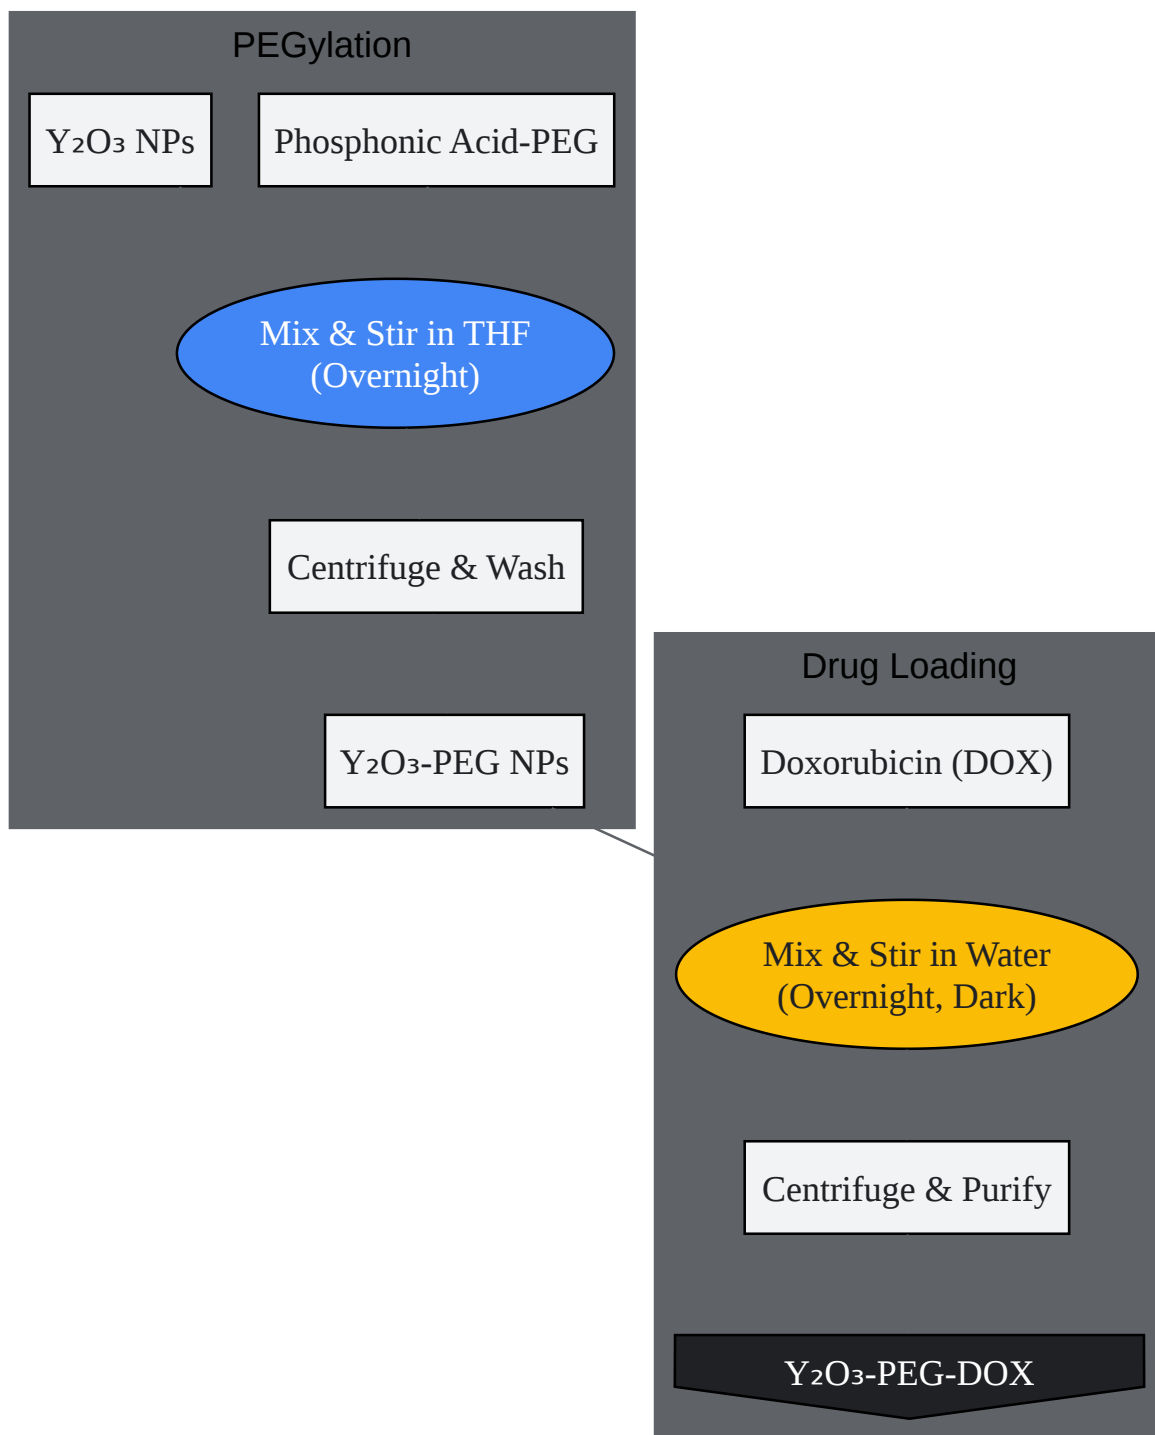 PEGylation
Y₂O₃ NPs
Phosphonic Acid-PEG
Mix & Stir in THF
(Overnight)
Centrifuge & Wash
Y₂O₃-PEG NPs
Drug Loading
Doxorubicin (DOX)
Mix & Stir in Water
(Overnight, Dark)
Centrifuge & Purify
Y₂O₃-PEG-DOX